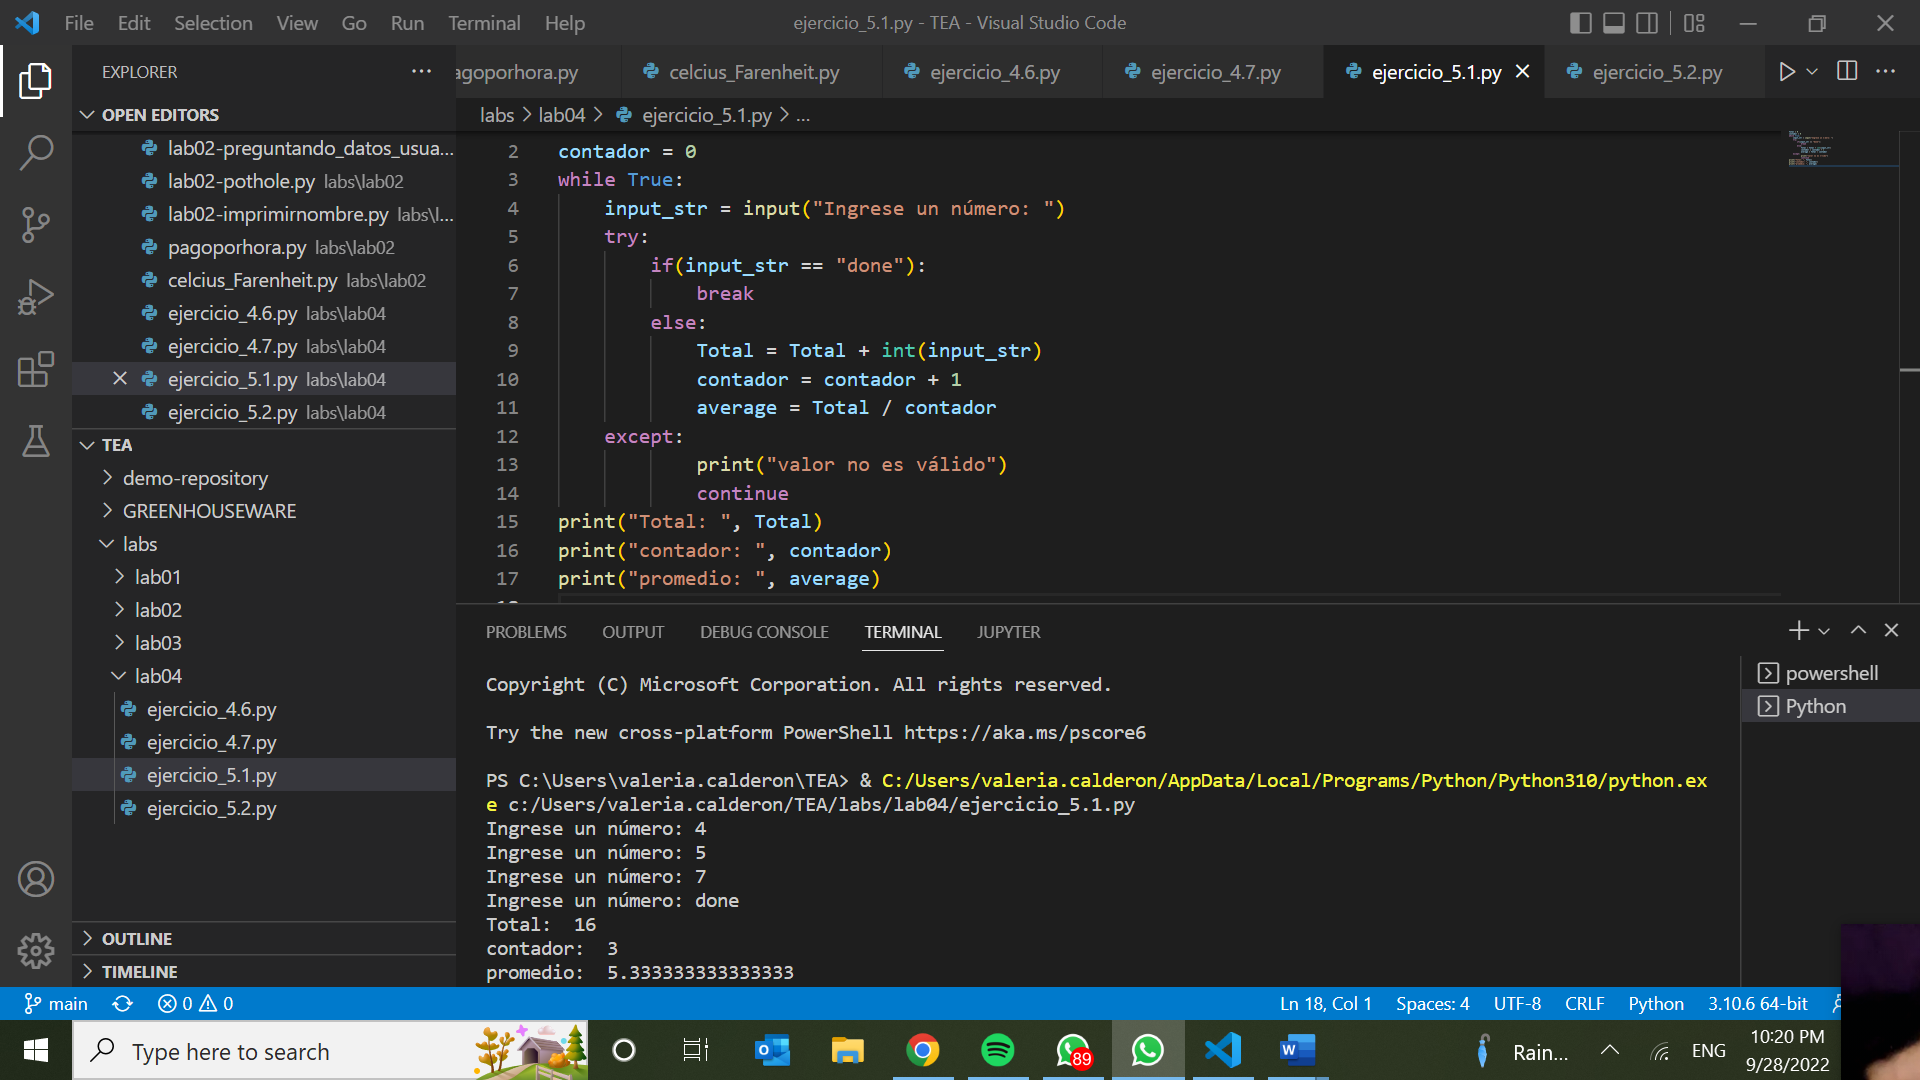 File Edit Selection View Go Run Terminal Help
ejercicio_5.1.py - TEA - Visual Studio Code
EXPLORER
OPEN EDITORS
lab02-preguntando_datos_usua...
lab02-pothole.py labs\lab02
lab02-imprimirnombre.py labs\l...
pagoporhora.py labs\lab02
celcius_Farenheit.py labs\lab02
ejercicio_4.6.py labs\lab04
ejercicio_4.7.py labs\lab04
ejercicio_5.1.py labs\lab04
ejercicio_5.2.py labs\lab04
TEA
demo-repository
GREENHOUSEWARE
labs
lab01
lab02
lab03
lab04
ejercicio_4.6.py
ejercicio_4.7.py
ejercicio_5.1.py
ejercicio_5.2.py
OUTLINE
TIMELINE
agoporhora.py celcius_Farenheit.py ejercicio_4.6.py ejercicio_4.7.py ejercicio_5.1.py ejercicio_5.2.py
labs > lab04 > ejercicio_5.1.py > ...
2 contador = 0
3 while True:
4 input_str = input("Ingrese un número: ")
5 try:
6 if(input_str == "done"):
7 break
8 else:
9 Total = Total + int(input_str)
10 contador = contador + 1
11 average = Total / contador
12 except:
13 print("valor no es válido")
14 continue
15 print("Total: ", Total)
16 print("contador: ", contador)
17 print("promedio: ", average)
PROBLEMS OUTPUT DEBUG CONSOLE TERMINAL JUPYTER
Copyright (C) Microsoft Corporation. All rights reserved.
Try the new cross-platform PowerShell https://aka.ms/pscore6
PS C:\Users\valeria.calderon\TEA> & C:/Users/valeria.calderon/AppData/Local/Programs/Python/Python310/python.ex
e c:/Users/valeria.calderon/TEA/labs/lab04/ejercicio_5.1.py
Ingrese un número: 4
Ingrese un número: 5
Ingrese un número: 7
Ingrese un número: done
Total:  16
contador:  3
promedio:  5.333333333333333
powershell
Python
main 0 0
Ln 18, Col 1 Spaces: 4 UTF-8 CRLF Python 3.10.6 64-bit
Type here to search
89
Rain...
ENG
10:20 PM
9/28/2022